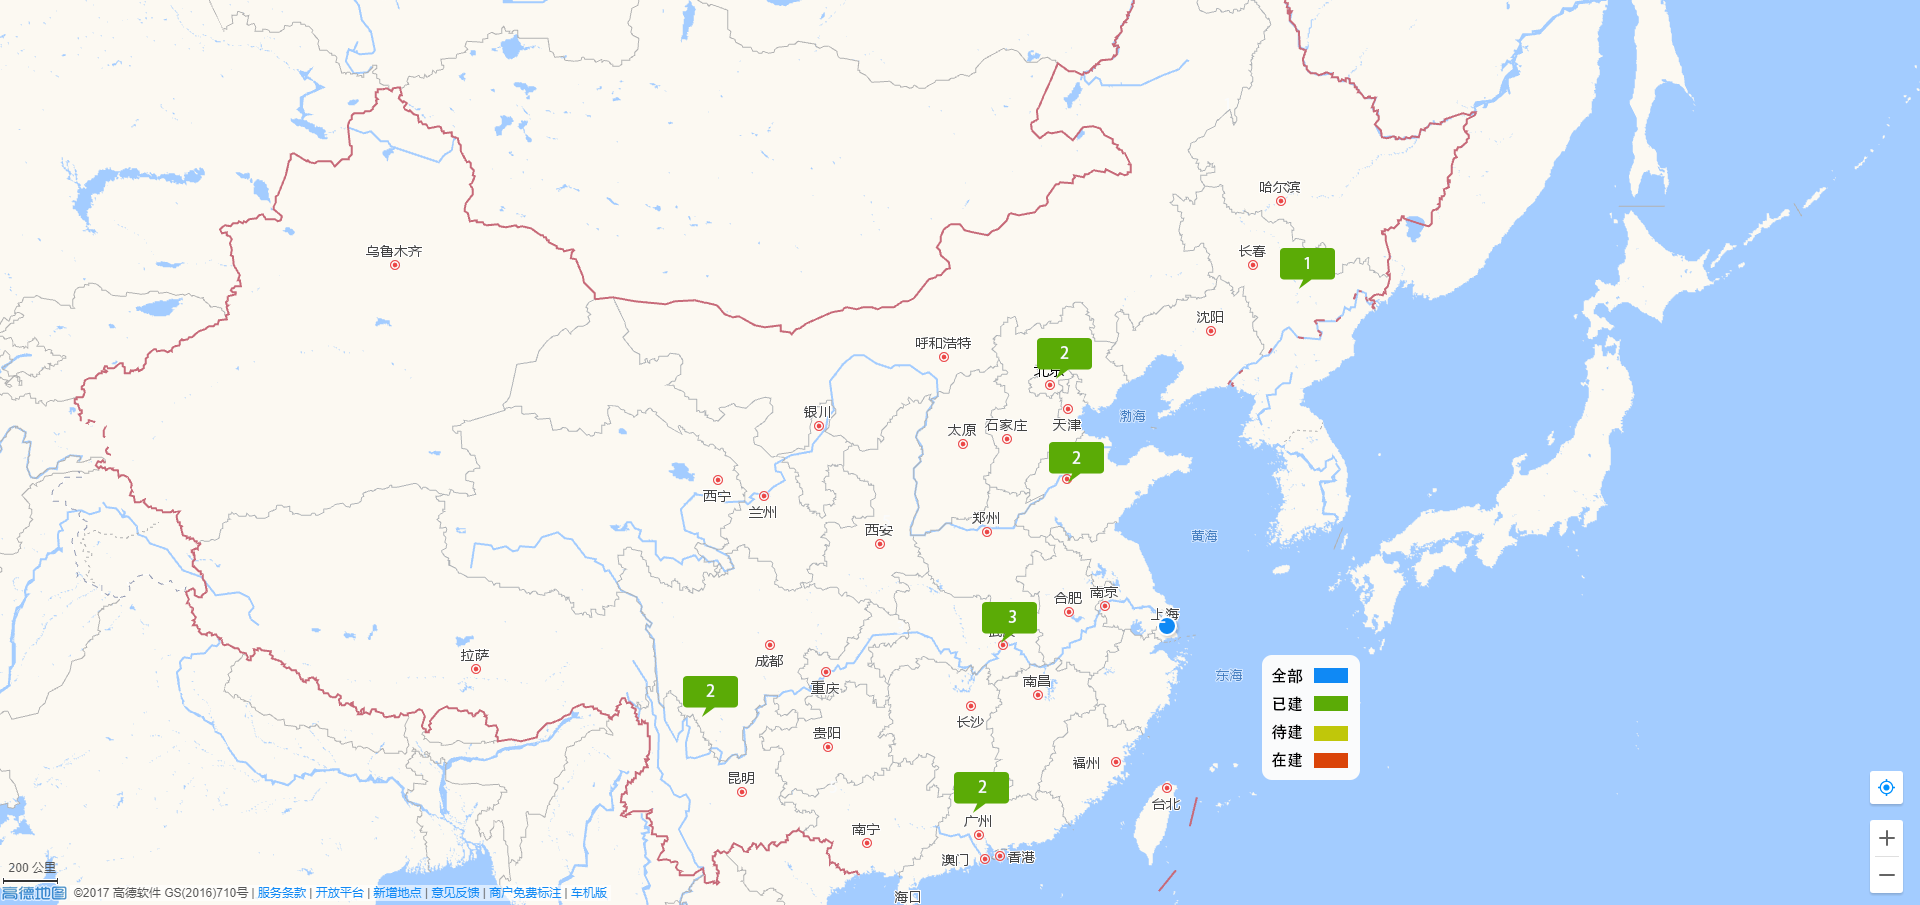 哈尔滨
长春
乌鲁木齐
1
沈阳
呼和浩特
2
北京
银川
渤海
太原
石家庄
天津
2
西宁
兰州
郑州
西安
黄海
合肥
南京
上海
3
拉萨
成都
重庆
南昌
东海
2
长沙
贵阳
福州
昆明
2
台北
广州
南宁
澳门
香港
海口
全部
已建
待建
在建
200 公里
高德地图 ©2017 高德软件 GS(2016)710号 | 服务条款 | 开放平台 | 新增地点 | 意见反馈 | 商户免费标注 | 车机版